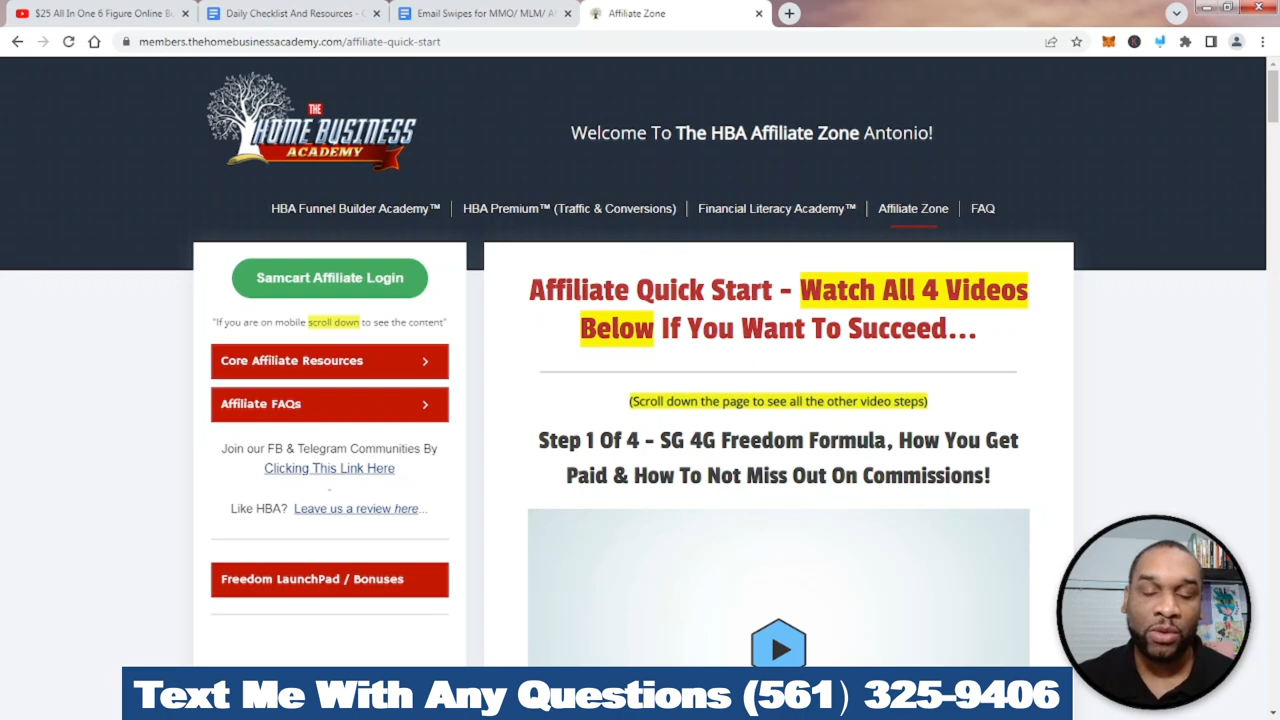 $25 All In One 6 Figure Online Bu
Daily Checklist And Resources - G
Email Swipes for MMO/ MLM/ A
Affiliate Zone
members.thehomebusinessacademy.com/affiliate-quick-start
THE
HOME BUSINESS
ACADEMY
Welcome To The HBA Affiliate Zone Antonio!
HBA Funnel Builder Academy™
HBA Premium™ (Traffic & Conversions)
Financial Literacy Academy™
Affiliate Zone
FAQ
Samcart Affiliate Login
"If you are on mobile scroll down to see the content"
Core Affiliate Resources
Affiliate FAQs
Join our FB & Telegram Communities By
Clicking This Link Here
-
Like HBA? Leave us a review here...
Freedom LaunchPad / Bonuses
Affiliate Quick Start - Watch All 4 Videos
Below If You Want To Succeed...
(Scroll down the page to see all the other video steps)
Step 1 Of 4 - SG 4G Freedom Formula, How You Get
Paid & How To Not Miss Out On Commissions!
Text Me With Any Questions (561) 325-9406